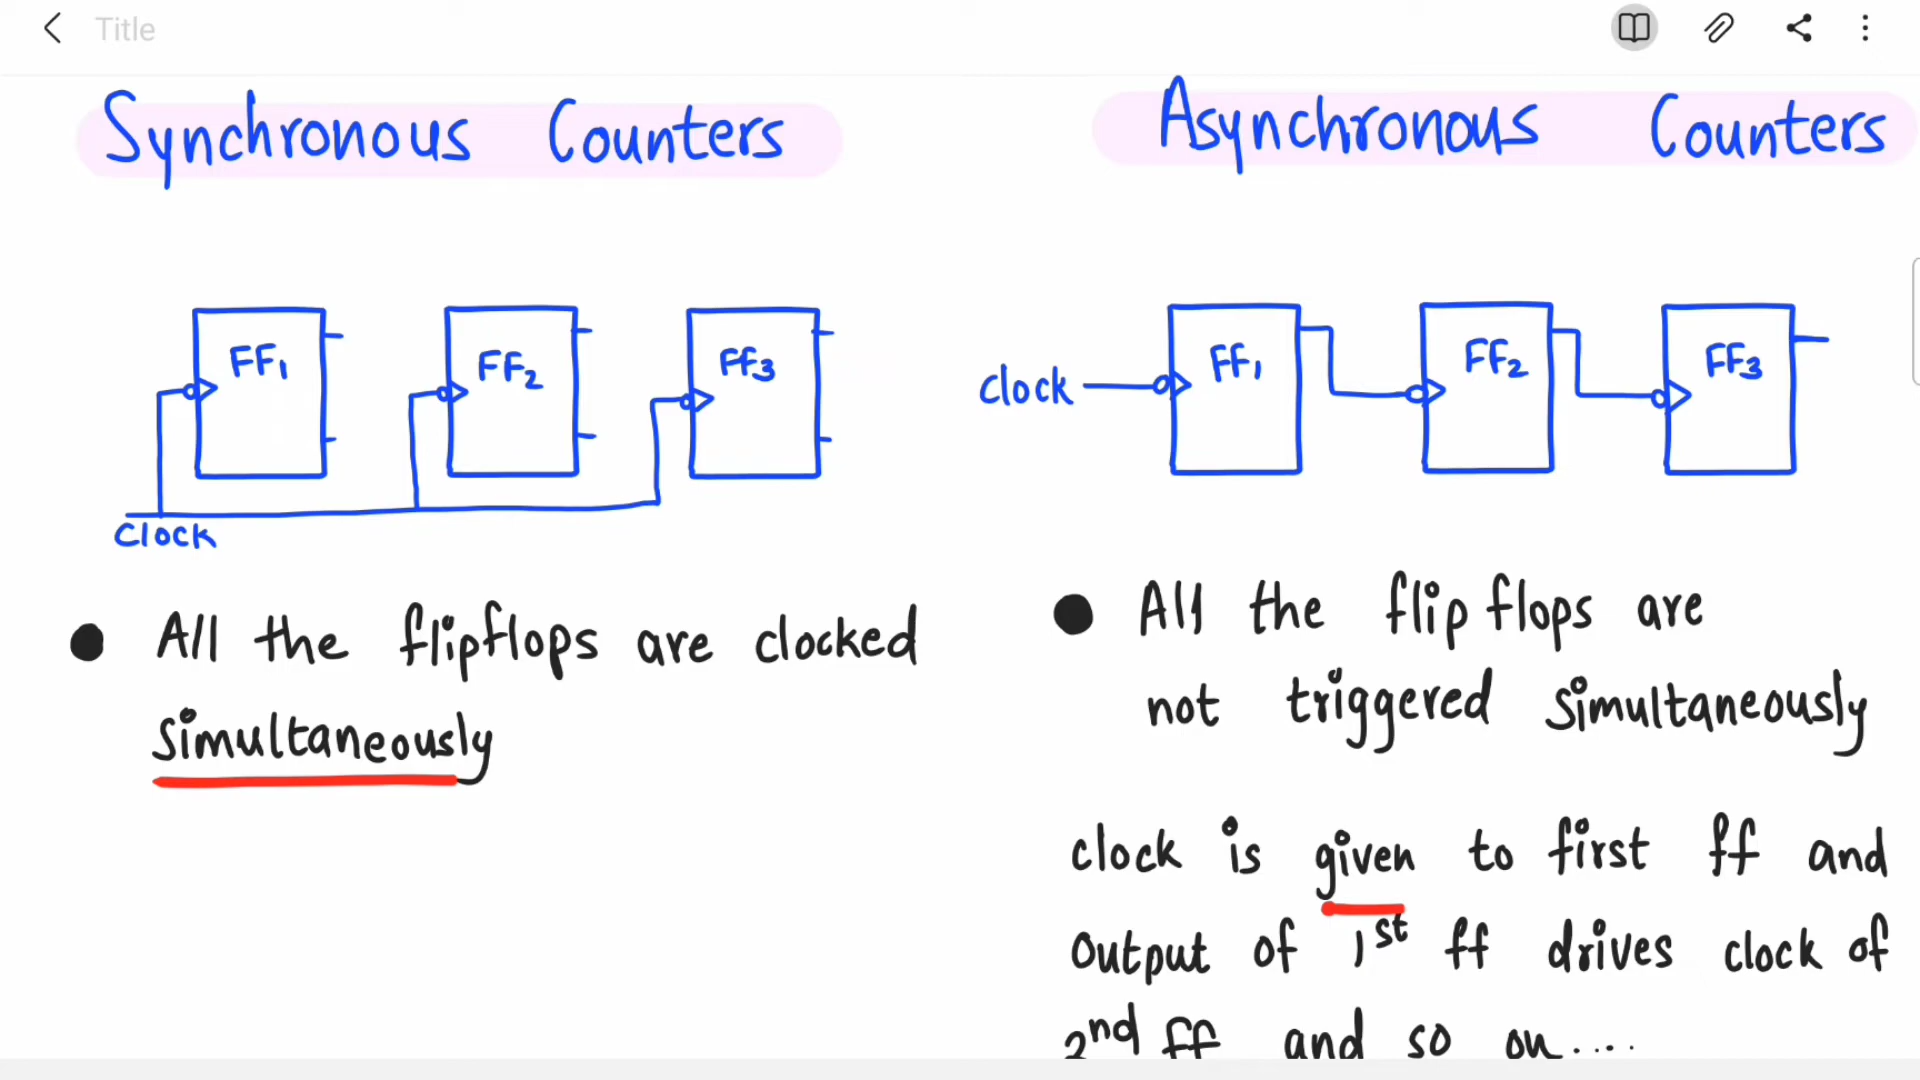 Title
Synchronous Counters
FF1
FF2
FF3
Clock
● All the flipflops are clocked
simultaneously
Asynchronous Counters
Clock
FF1
FF2
FF3
● All the flip flops are
not triggered simultaneously
clock is given to first ff and
Output of 1st ff drives clock of
2nd ff and so on....